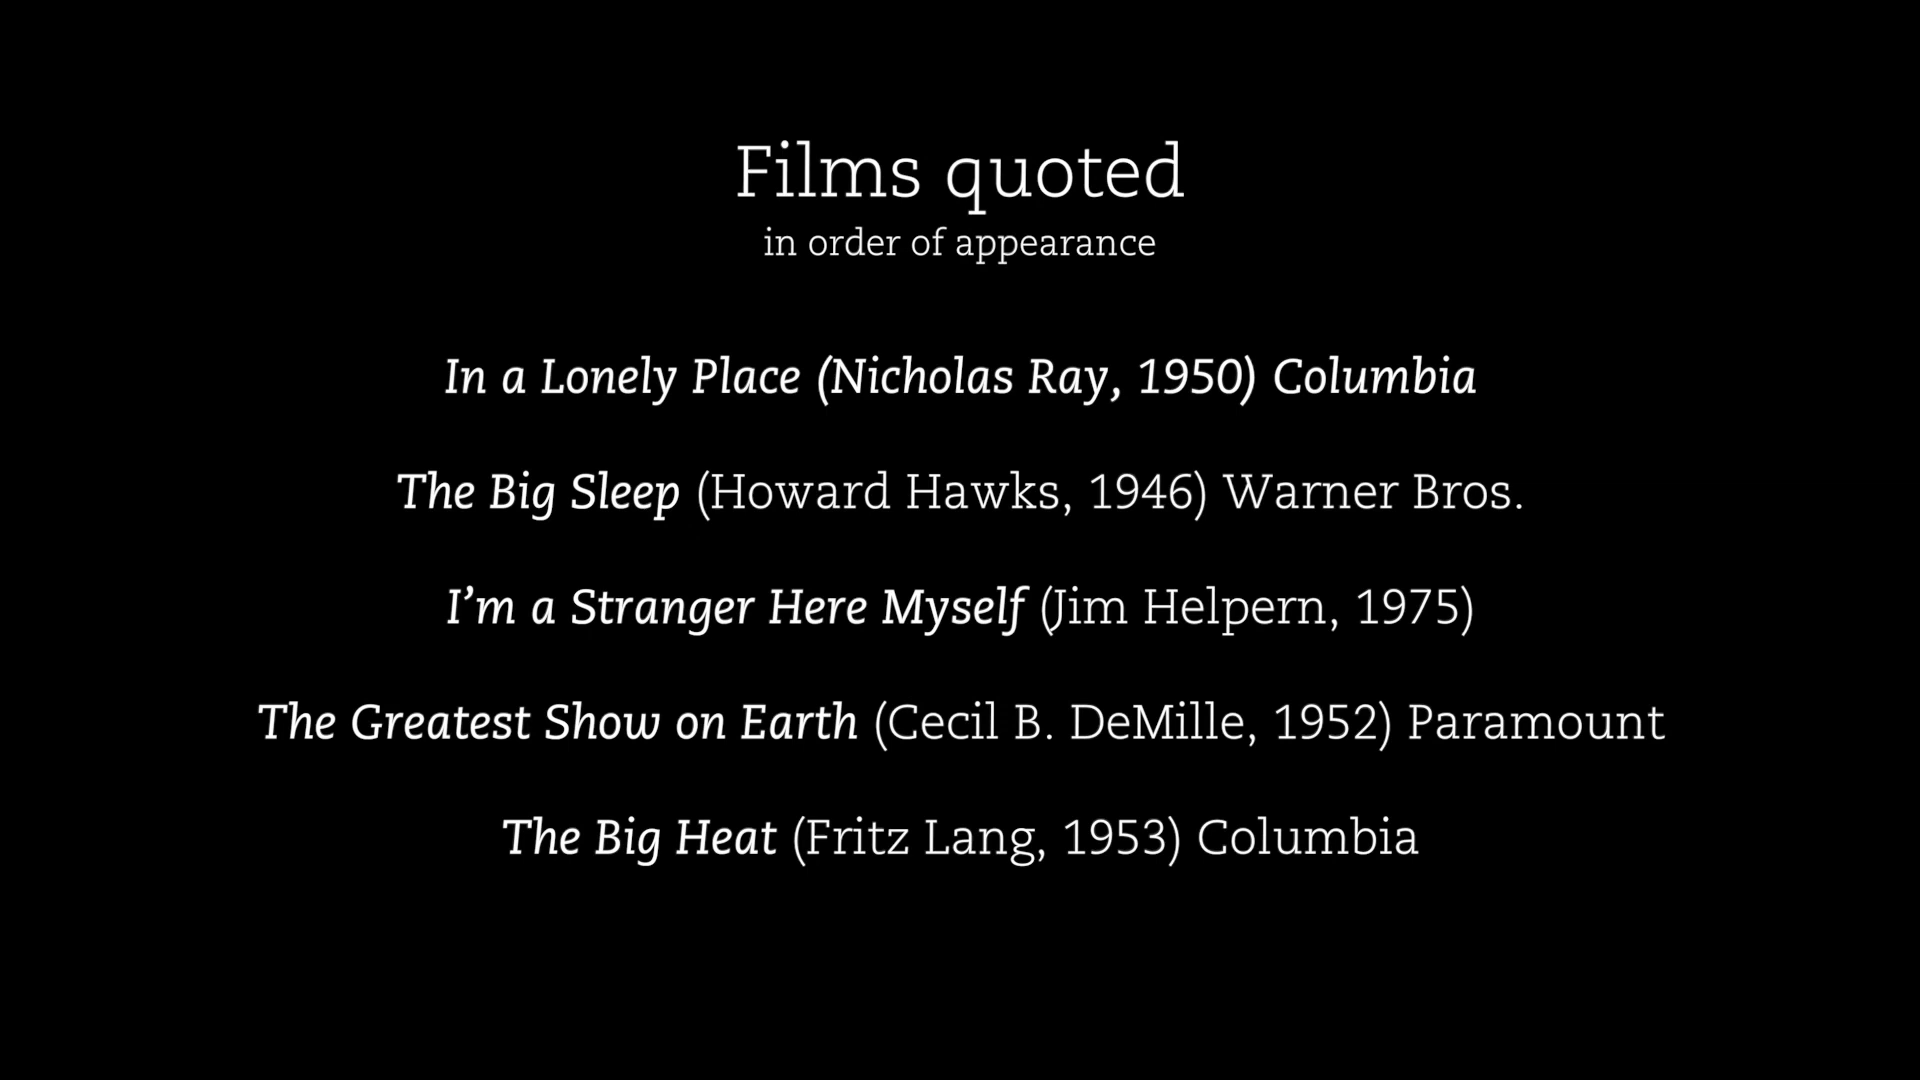 Films quoted
in order of appearance
In a Lonely Place (Nicholas Ray, 1950) Columbia
The Big Sleep (Howard Hawks, 1946) Warner Bros.
I’m a Stranger Here Myself (Jim Helpern, 1975)
The Greatest Show on Earth (Cecil B. DeMille, 1952) Paramount
The Big Heat (Fritz Lang, 1953) Columbia